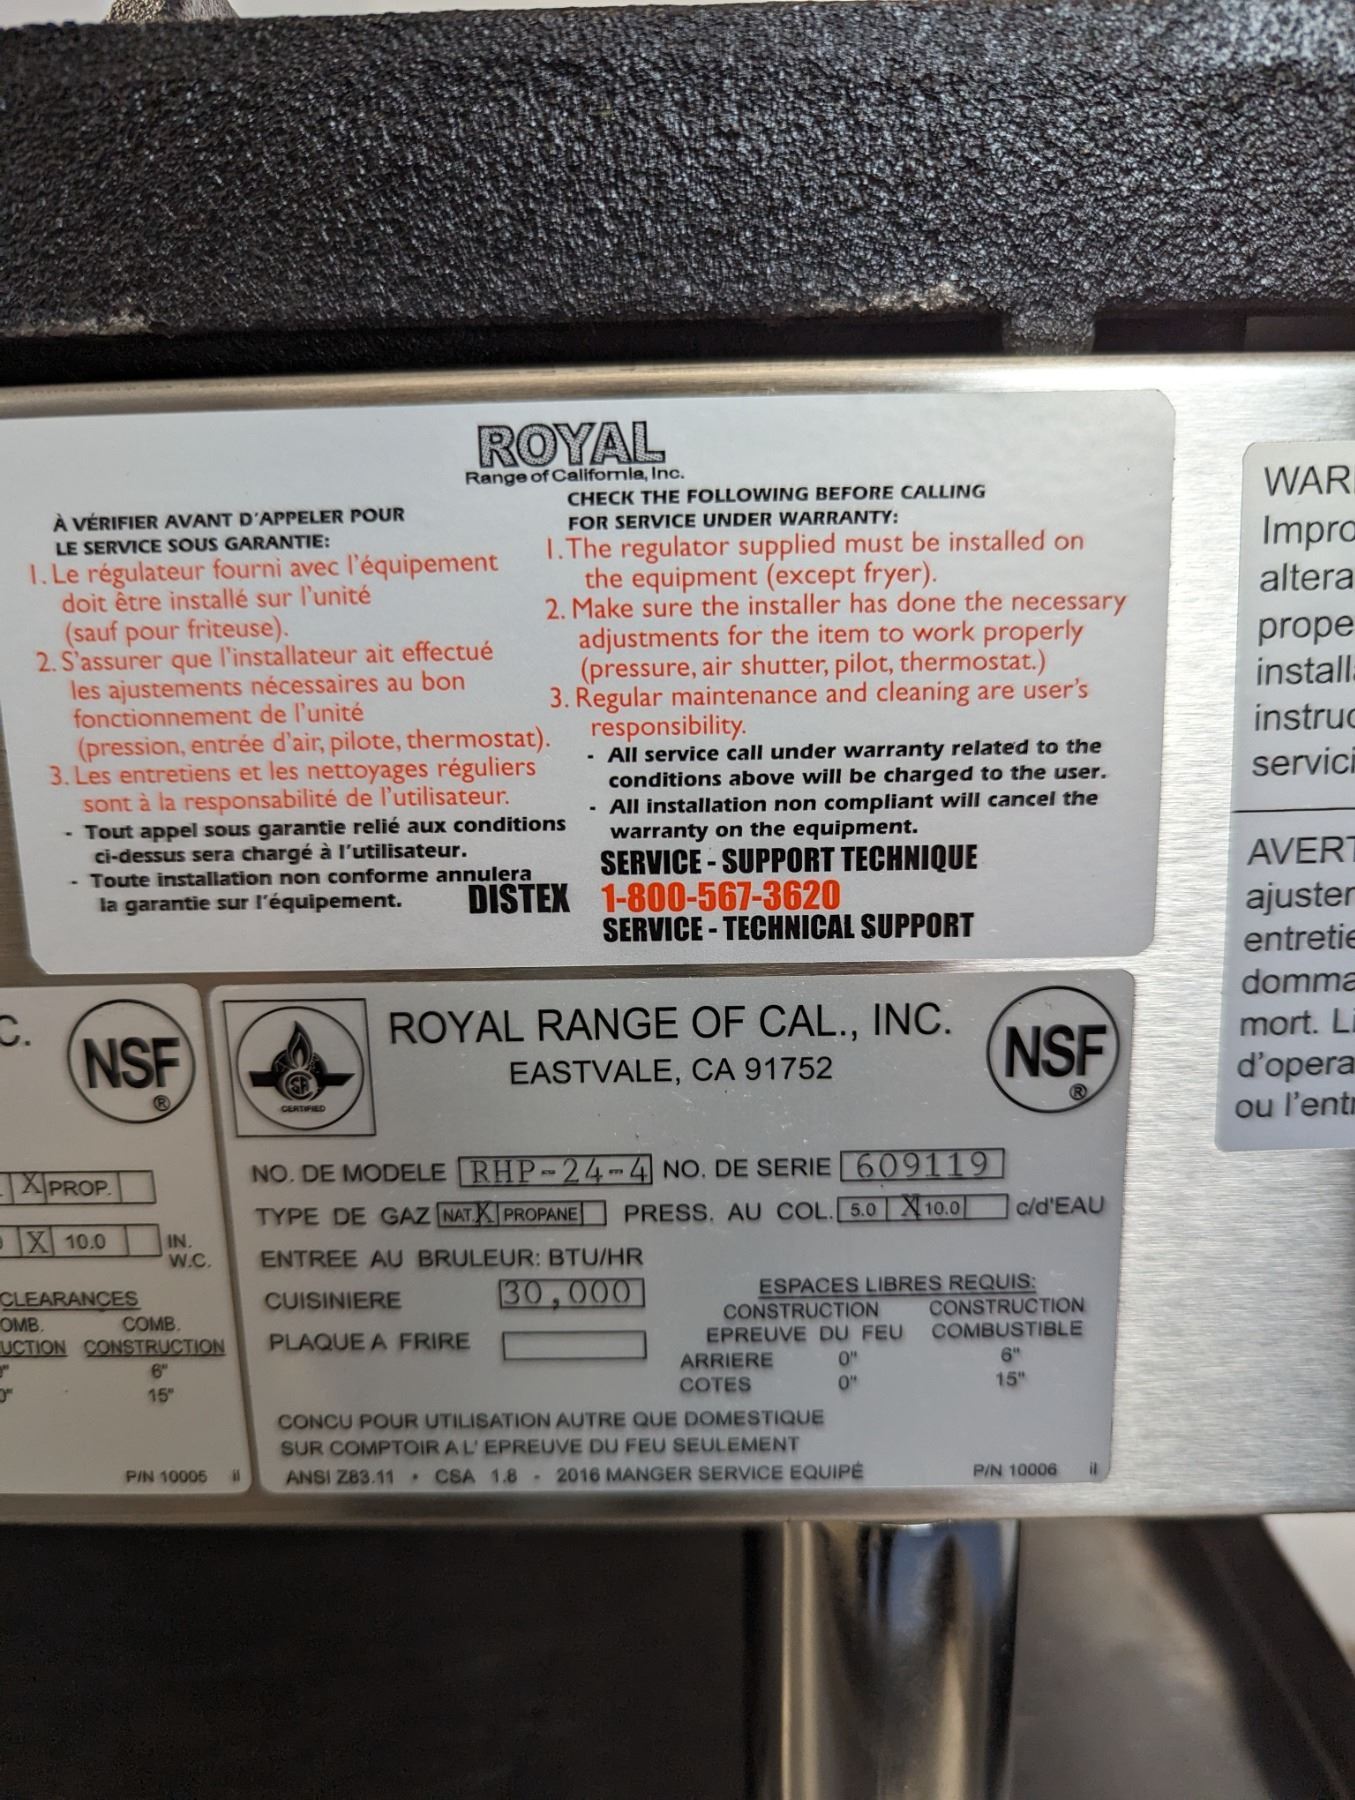 ROYAL
Range of California, Inc.
À VÉRIFIER AVANT D'APPELER POUR
LE SERVICE SOUS GARANTIE:
1. Le régulateur fourni avec l'équipement
doit être installé sur l'unité
(sauf pour friteuse).
2. S'assurer que l'installateur ait effectué
les ajustements nécessaires au bon
fonctionnement de l'unité
(pression, entrée d'air, pilote, thermostat).
3. Les entretiens et les nettoyages réguliers
sont à la responsabilité de l'utilisateur.
- Tout appel sous garantie relié aux conditions
ci-dessus sera chargé à l'utilisateur.
- Toute installation non conforme annulera
la garantie sur l'équipement.
CHECK THE FOLLOWING BEFORE CALLING
FOR SERVICE UNDER WARRANTY:
1. The regulator supplied must be installed on
the equipment (except fryer).
2. Make sure the installer has done the necessary
adjustments for the item to work properly
(pressure, air shutter, pilot, thermostat.)
3. Regular maintenance and cleaning are user's
responsibility.
- All service call under warranty related to the
conditions above will be charged to the user.
- All installation non compliant will cancel the
warranty on the equipment.
SERVICE - SUPPORT TECHNIQUE
DISTEX 1-800-567-3620
SERVICE - TECHNICAL SUPPORT
WAR
Impro
altera
prope
install
instruc
servici
AVERT
ajuster
entretie
domma
mort. Li
d'opera
ou l'entr
C. NSF®
X PROP.
X 10.0 IN.
W.C.
CLEARANCES
OMB. COMB.
UCTION CONSTRUCTION
6"
0" 15"
P/N 10005 il
CERTIFIED
ROYAL RANGE OF CAL., INC.
EASTVALE, CA 91752
NSF®
NO. DE MODELE RHP-24-4 NO. DE SERIE 609119
TYPE DE GAZ NAT. X PROPANE PRESS. AU COL. 5.0 X 10.0 c/d'EAU
ENTREE AU BRULEUR: BTU/HR
CUISINIERE 30,000
PLAQUE A FRIRE
ESPACES LIBRES REQUIS:
CONSTRUCTION CONSTRUCTION
EPREUVE DU FEU COMBUSTIBLE
ARRIERE 0" 6"
COTES 0" 15"
CONCU POUR UTILISATION AUTRE QUE DOMESTIQUE
SUR COMPTOIR A L' EPREUVE DU FEU SEULEMENT
ANSI Z83.11 • CSA 1.8 - 2016 MANGER SERVICE EQUIPÉ P/N 10006 il